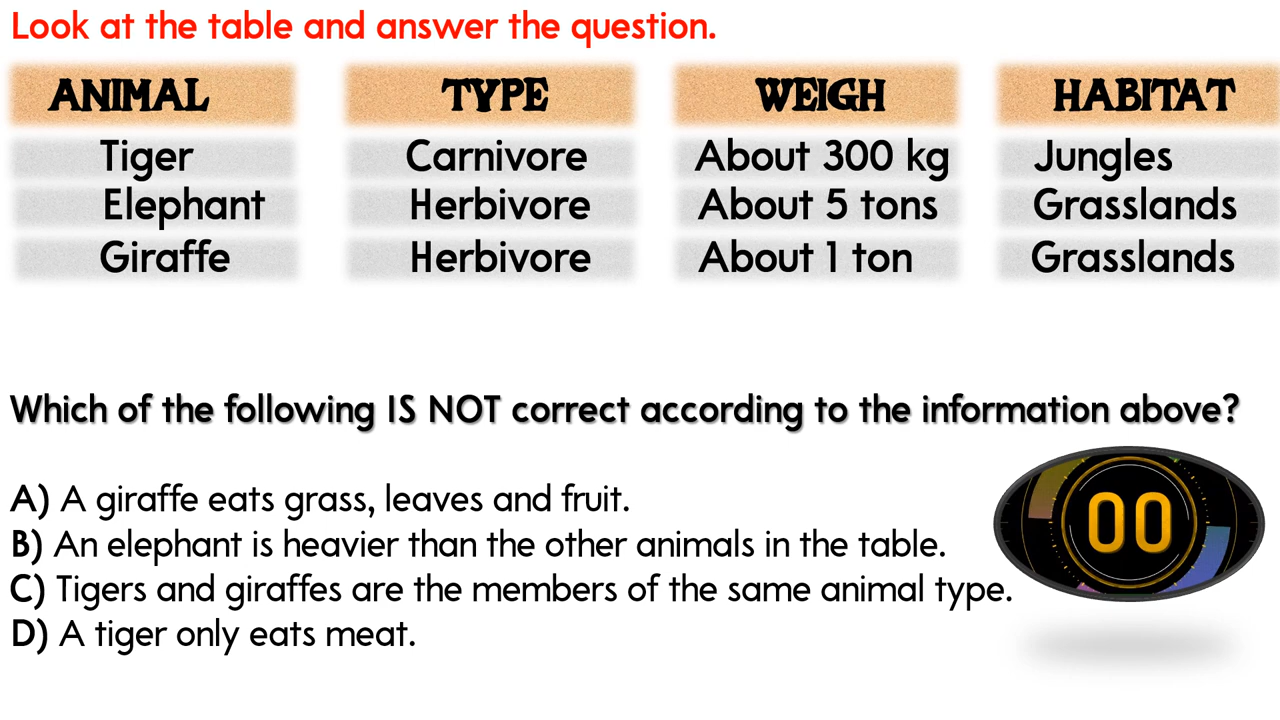 Look at the table and answer the question.
ANIMAL TYPE WEIGH HABITAT
Tiger Carnivore About 300 kg Jungles
Elephant Herbivore About 5 tons Grasslands
Giraffe Herbivore About 1 ton Grasslands
Which of the following IS NOT correct according to the information above?
A) A giraffe eats grass, leaves and fruit.
B) An elephant is heavier than the other animals in the table.
C) Tigers and giraffes are the members of the same animal type.
D) A tiger only eats meat.
00